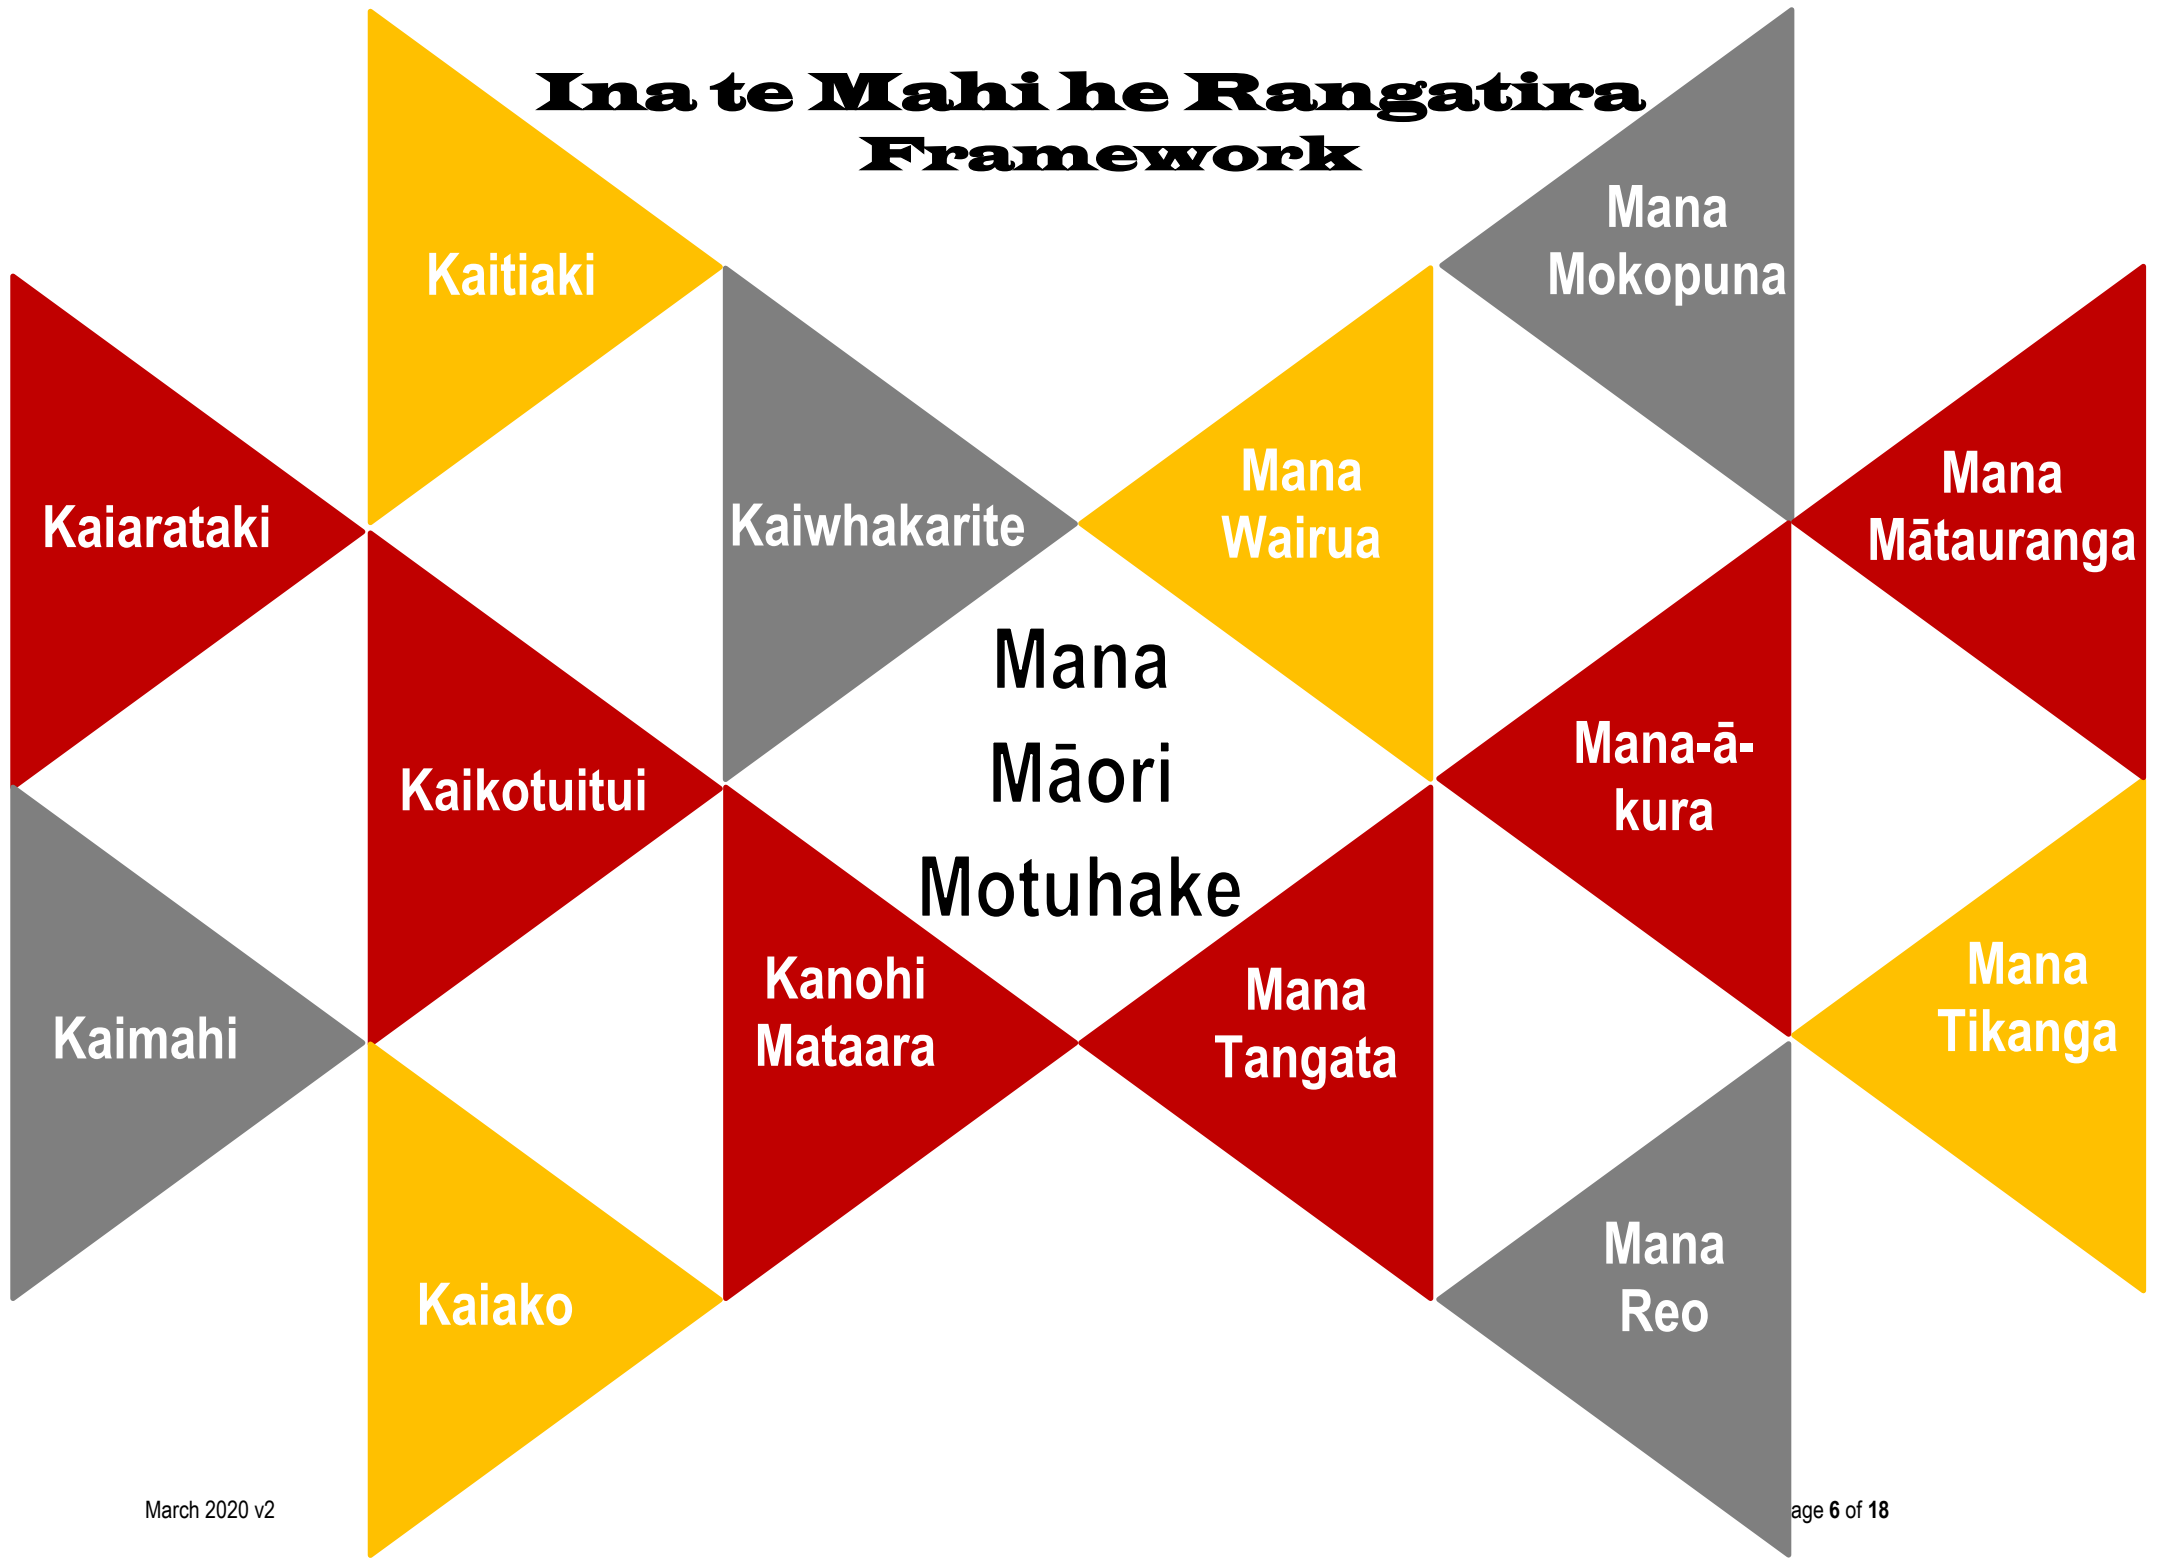 Ina te Mahi he Rangatira
Framework
Kaitiaki
Mana
Mokopuna
Kaiarataki
Kaiwhakarite
Mana
Wairua
Mana
Mātauranga
Mana
Māori
Motuhake
Kaikotuitui
Mana-ā-
kura
Kaimahi
Kanohi
Mataara
Mana
Tangata
Mana
Tikanga
Kaiako
Mana
Reo
March 2020 v2
age 6 of 18